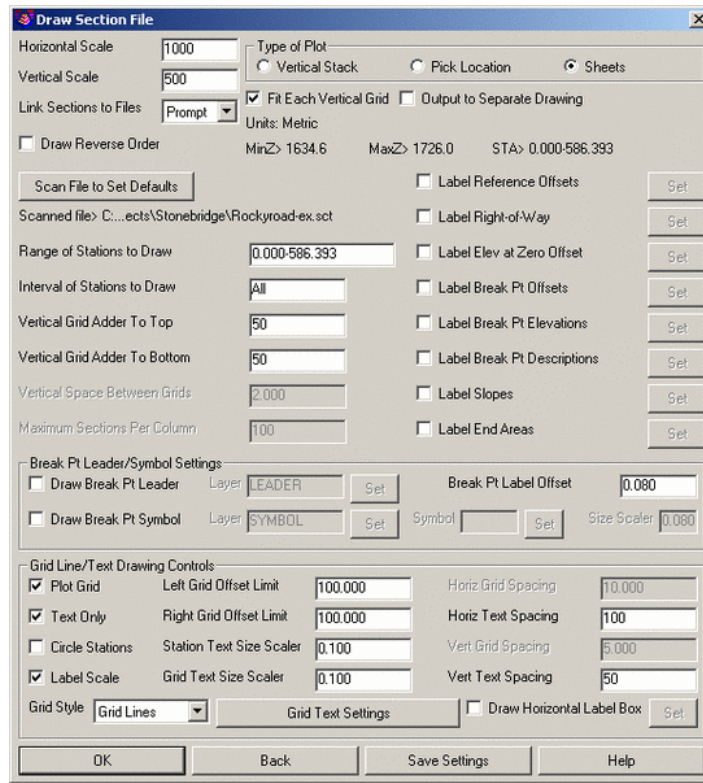 Draw Section File
Horizontal Scale 1000 Type of Plot
Vertical Stack Pick Location Sheets
Vertical Scale 500
Link Sections to Files Prompt Fit Each Vertical Grid Output to Separate Drawing
Units: Metric
Draw Reverse Order MinZ> 1634.6 MaxZ> 1726.0 STA> 0.000-586.393
Scan File to Set Defaults Label Reference Offsets Set
Scanned file> C:...ects\Stonebridge\Rockyroad-ex.sct Label Right-of-Way Set
Range of Stations to Draw 0.000-586.393 Label Elev at Zero Offset Set
Interval of Stations to Draw All Label Break Pt Offsets Set
Vertical Grid Adder To Top 50 Label Break Pt Elevations Set
Vertical Grid Adder To Bottom 50 Label Break Pt Descriptions Set
Vertical Space Between Grids 2.000 Label Slopes Set
Maximum Sections Per Column 100 Label End Areas Set
Break Pt Leader/Symbol Settings
Draw Break Pt Leader Layer LEADER Set Break Pt Label Offset 0.080
Draw Break Pt Symbol Layer SYMBOL Set Symbol Set Size Scaler 0.080
Grid Line/Text Drawing Controls
Plot Grid Left Grid Offset Limit 100.000 Horiz Grid Spacing 10.000
Text Only Right Grid Offset Limit 100.000 Horiz Text Spacing 100
Circle Stations Station Text Size Scaler 0.100 Vert Grid Spacing 5.000
Label Scale Grid Text Size Scaler 0.100 Vert Text Spacing 50
Grid Style Grid Lines Grid Text Settings Draw Horizontal Label Box Set
OK Back Save Settings Help